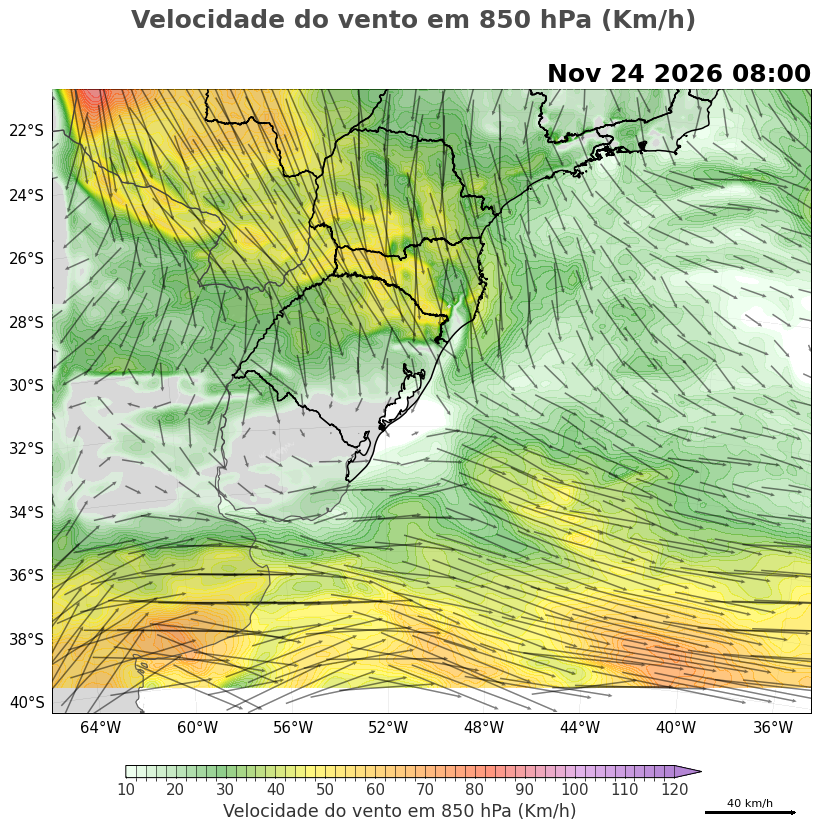 Velocidade do vento em 850 hPa (Km/h)
Nov 24 2026 08:00
22°S
24°S
26°S
28°S
30°S
32°S
34°S
36°S
38°S
40°S
64°W 60°W 56°W 52°W 48°W 44°W 40°W 36°W
10 20 30 40 50 60 70 80 90 100 110 120
Velocidade do vento em 850 hPa (Km/h)
40 km/h